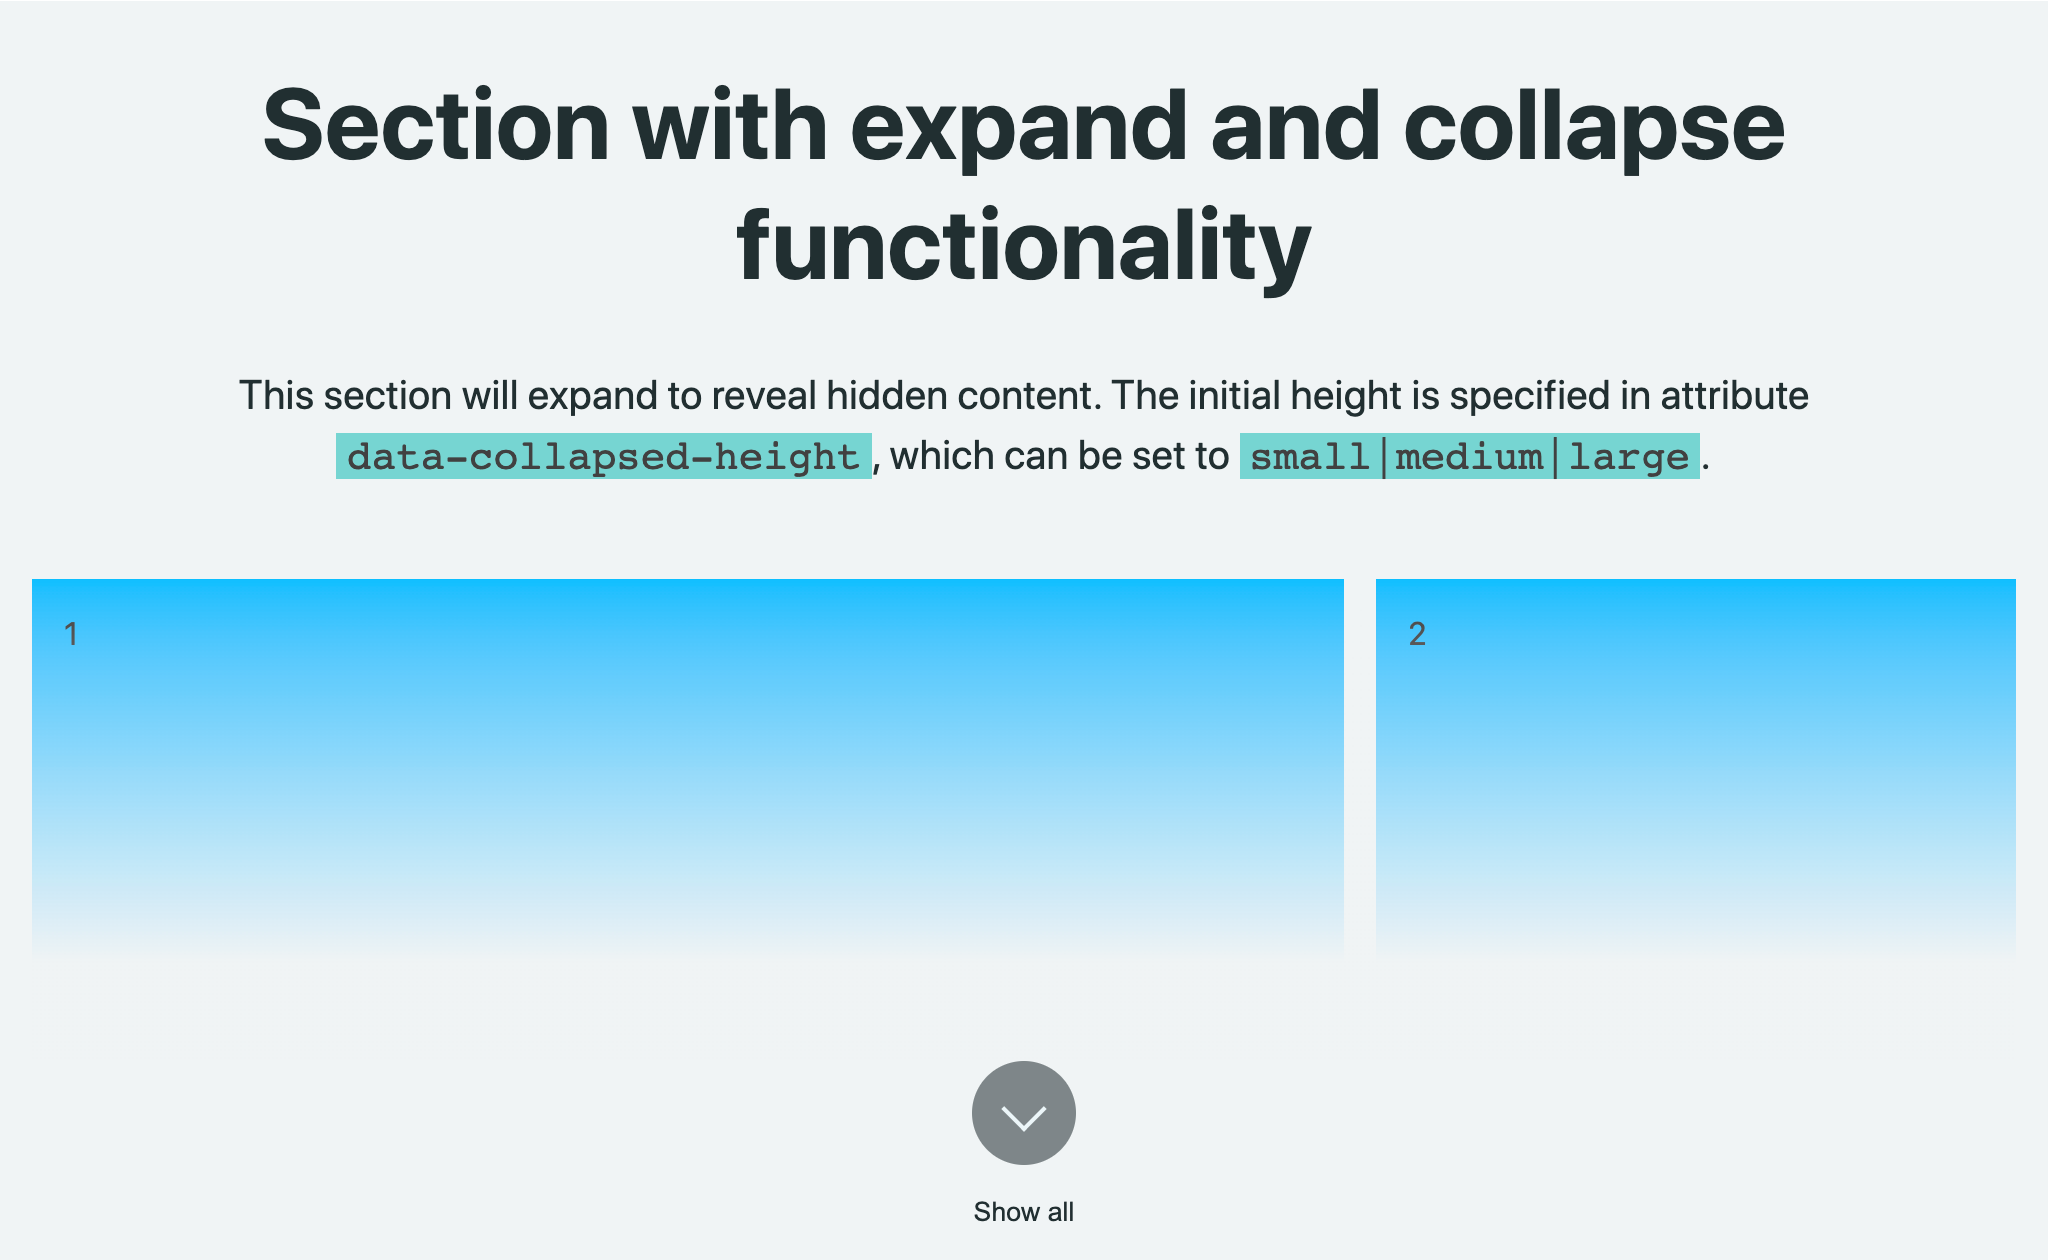 Section with expand and collapse
functionality
This section will expand to reveal hidden content. The initial height is specified in attribute
data-collapsed-height, which can be set to small|medium|large.
1
2
Show all